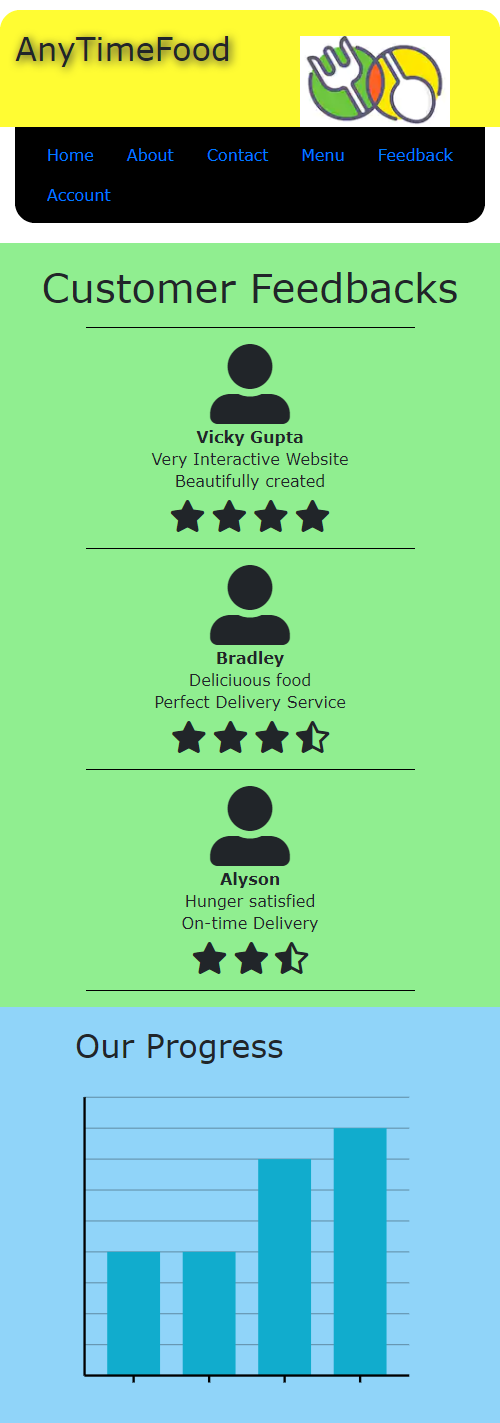 AnyTimeFood
Home About Contact Menu Feedback
Account
Customer Feedbacks
Vicky Gupta
Very Interactive Website
Beautifully created
Bradley
Deliciuous food
Perfect Delivery Service
Alyson
Hunger satisfied
On-time Delivery
Our Progress